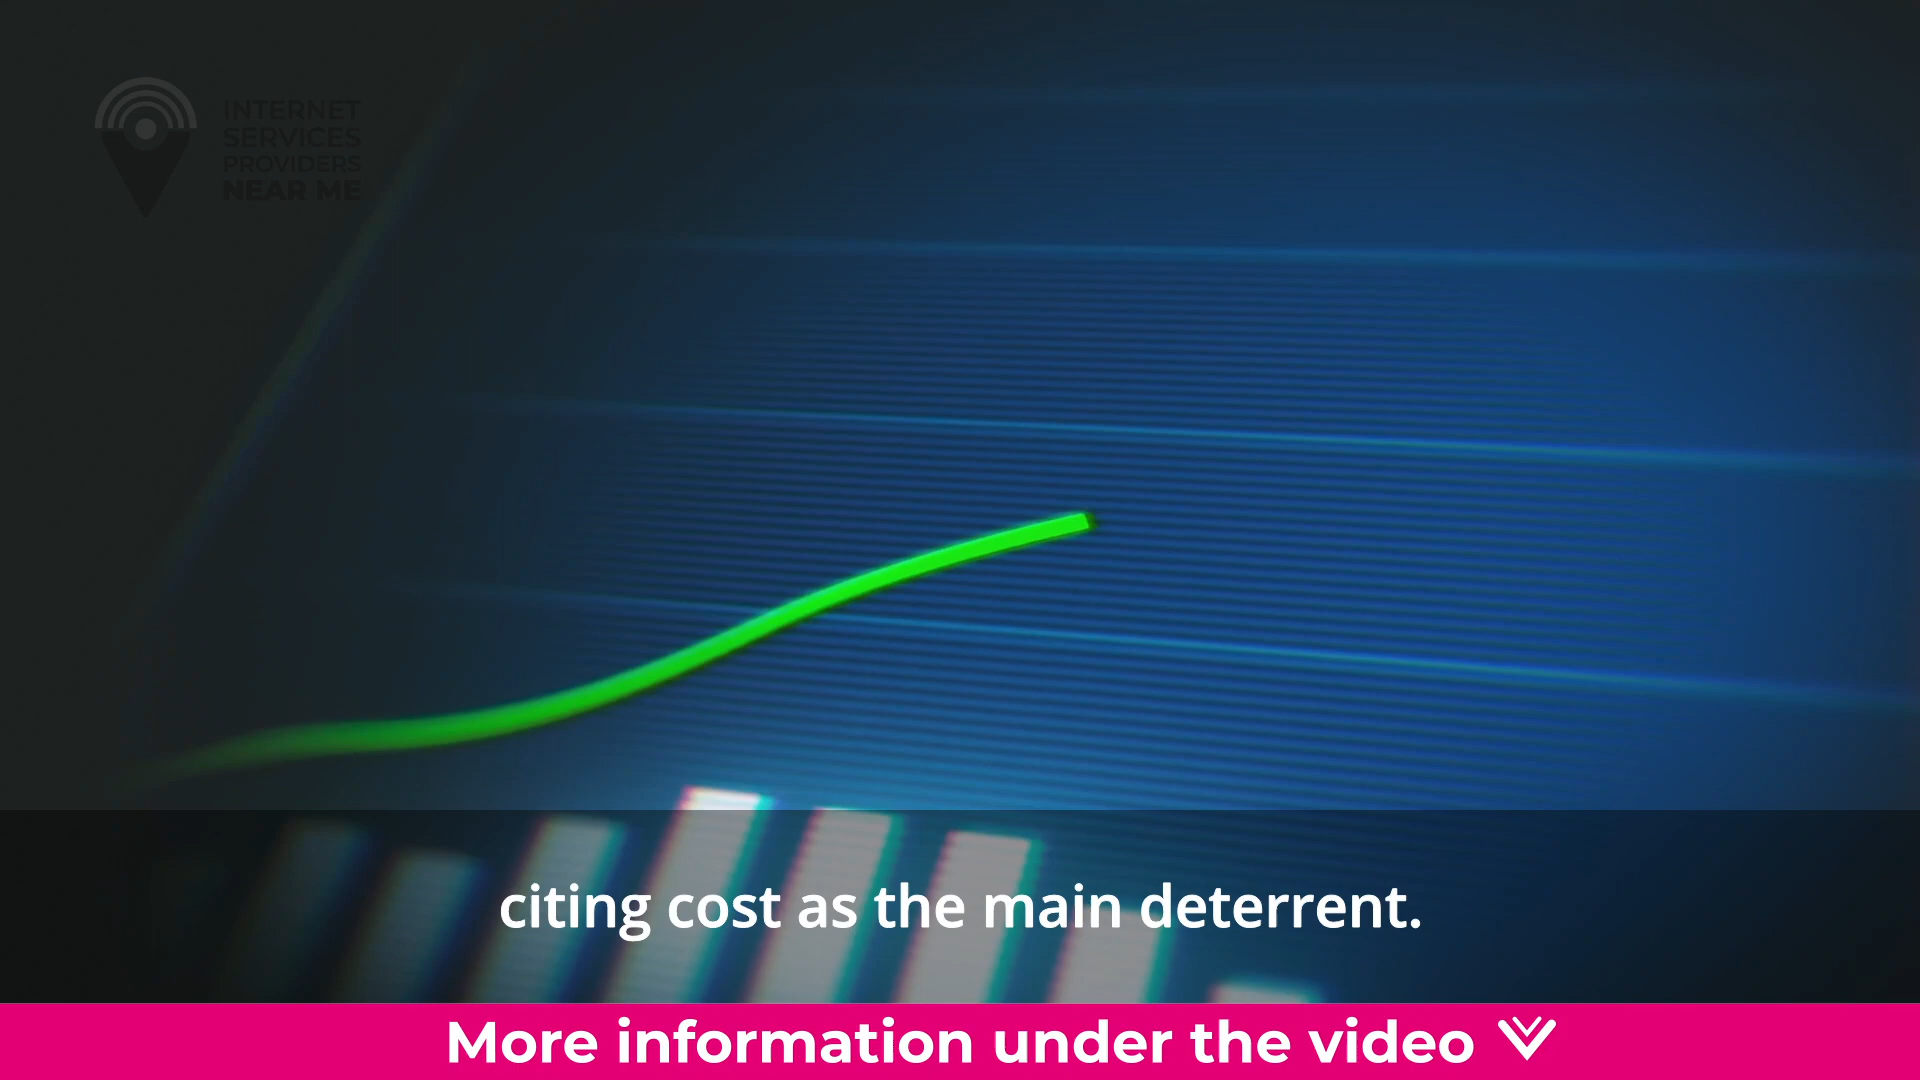 INTERNET
SERVICES
PROVIDERS
NEAR ME
citing cost as the main deterrent.
More information under the video